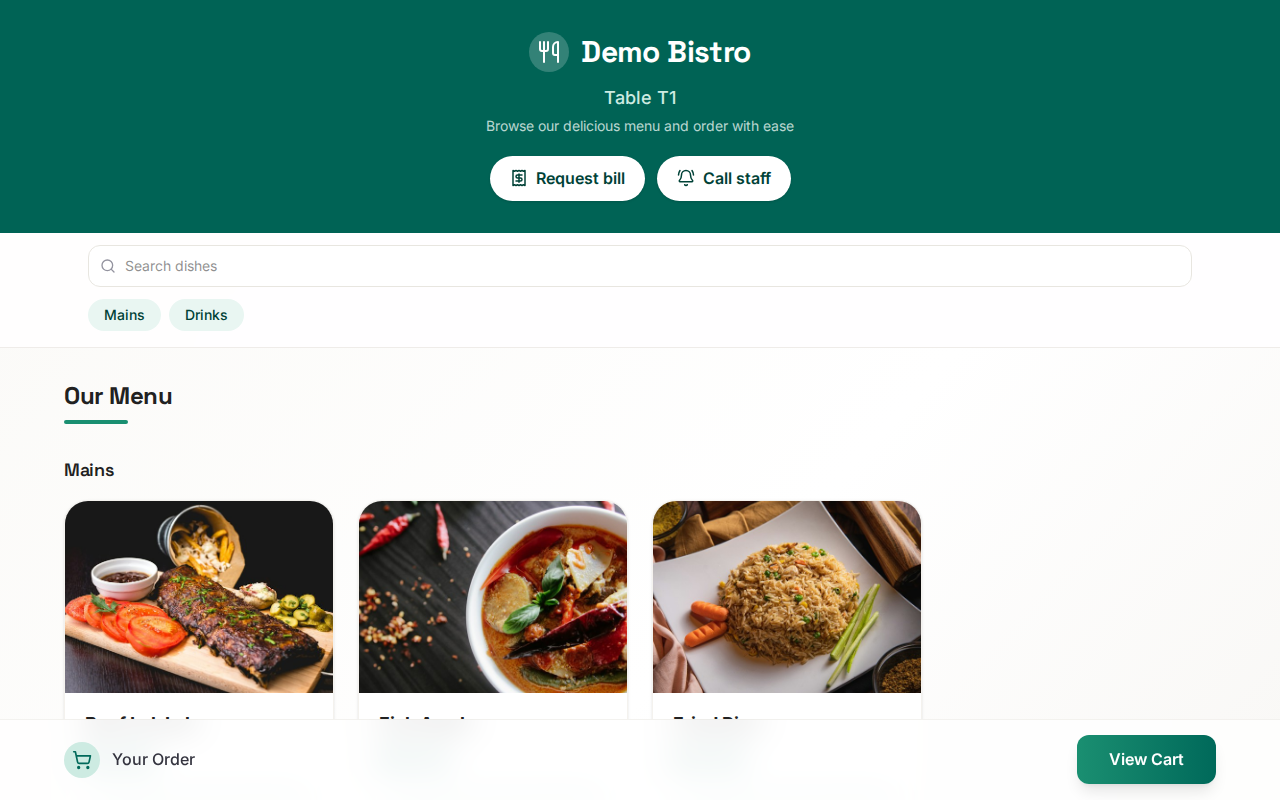 Demo Bistro
Table T1
Browse our delicious menu and order with ease
Request bill
Call staff
Search dishes
Mains
Drinks
Our Menu
Mains
Your Order
View Cart